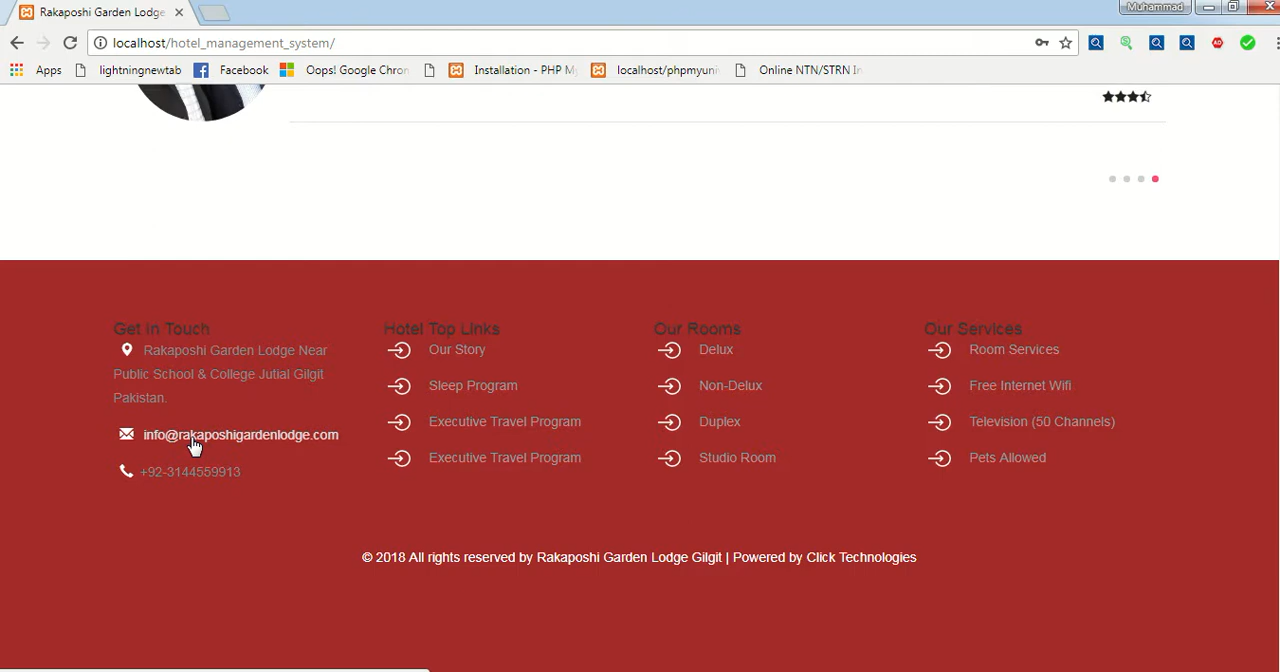 Rakaposhi Garden Lodge
Muhammad
localhost/hotel_management_system/
Apps
lightningnewtab
Facebook
Oops! Google Chron
Installation - PHP M
localhost/phpmyuni
Online NTN/STRN In
Get In Touch
Rakaposhi Garden Lodge Near
Public School & College Jutial Gilgit
Pakistan.
info@rakaposhigardenlodge.com
+92-3144559913
Hotel Top Links
Our Story
Sleep Program
Executive Travel Program
Executive Travel Program
Our Rooms
Delux
Non-Delux
Duplex
Studio Room
Our Services
Room Services
Free Internet Wifi
Television (50 Channels)
Pets Allowed
© 2018 All rights reserved by Rakaposhi Garden Lodge Gilgit | Powered by Click Technologies